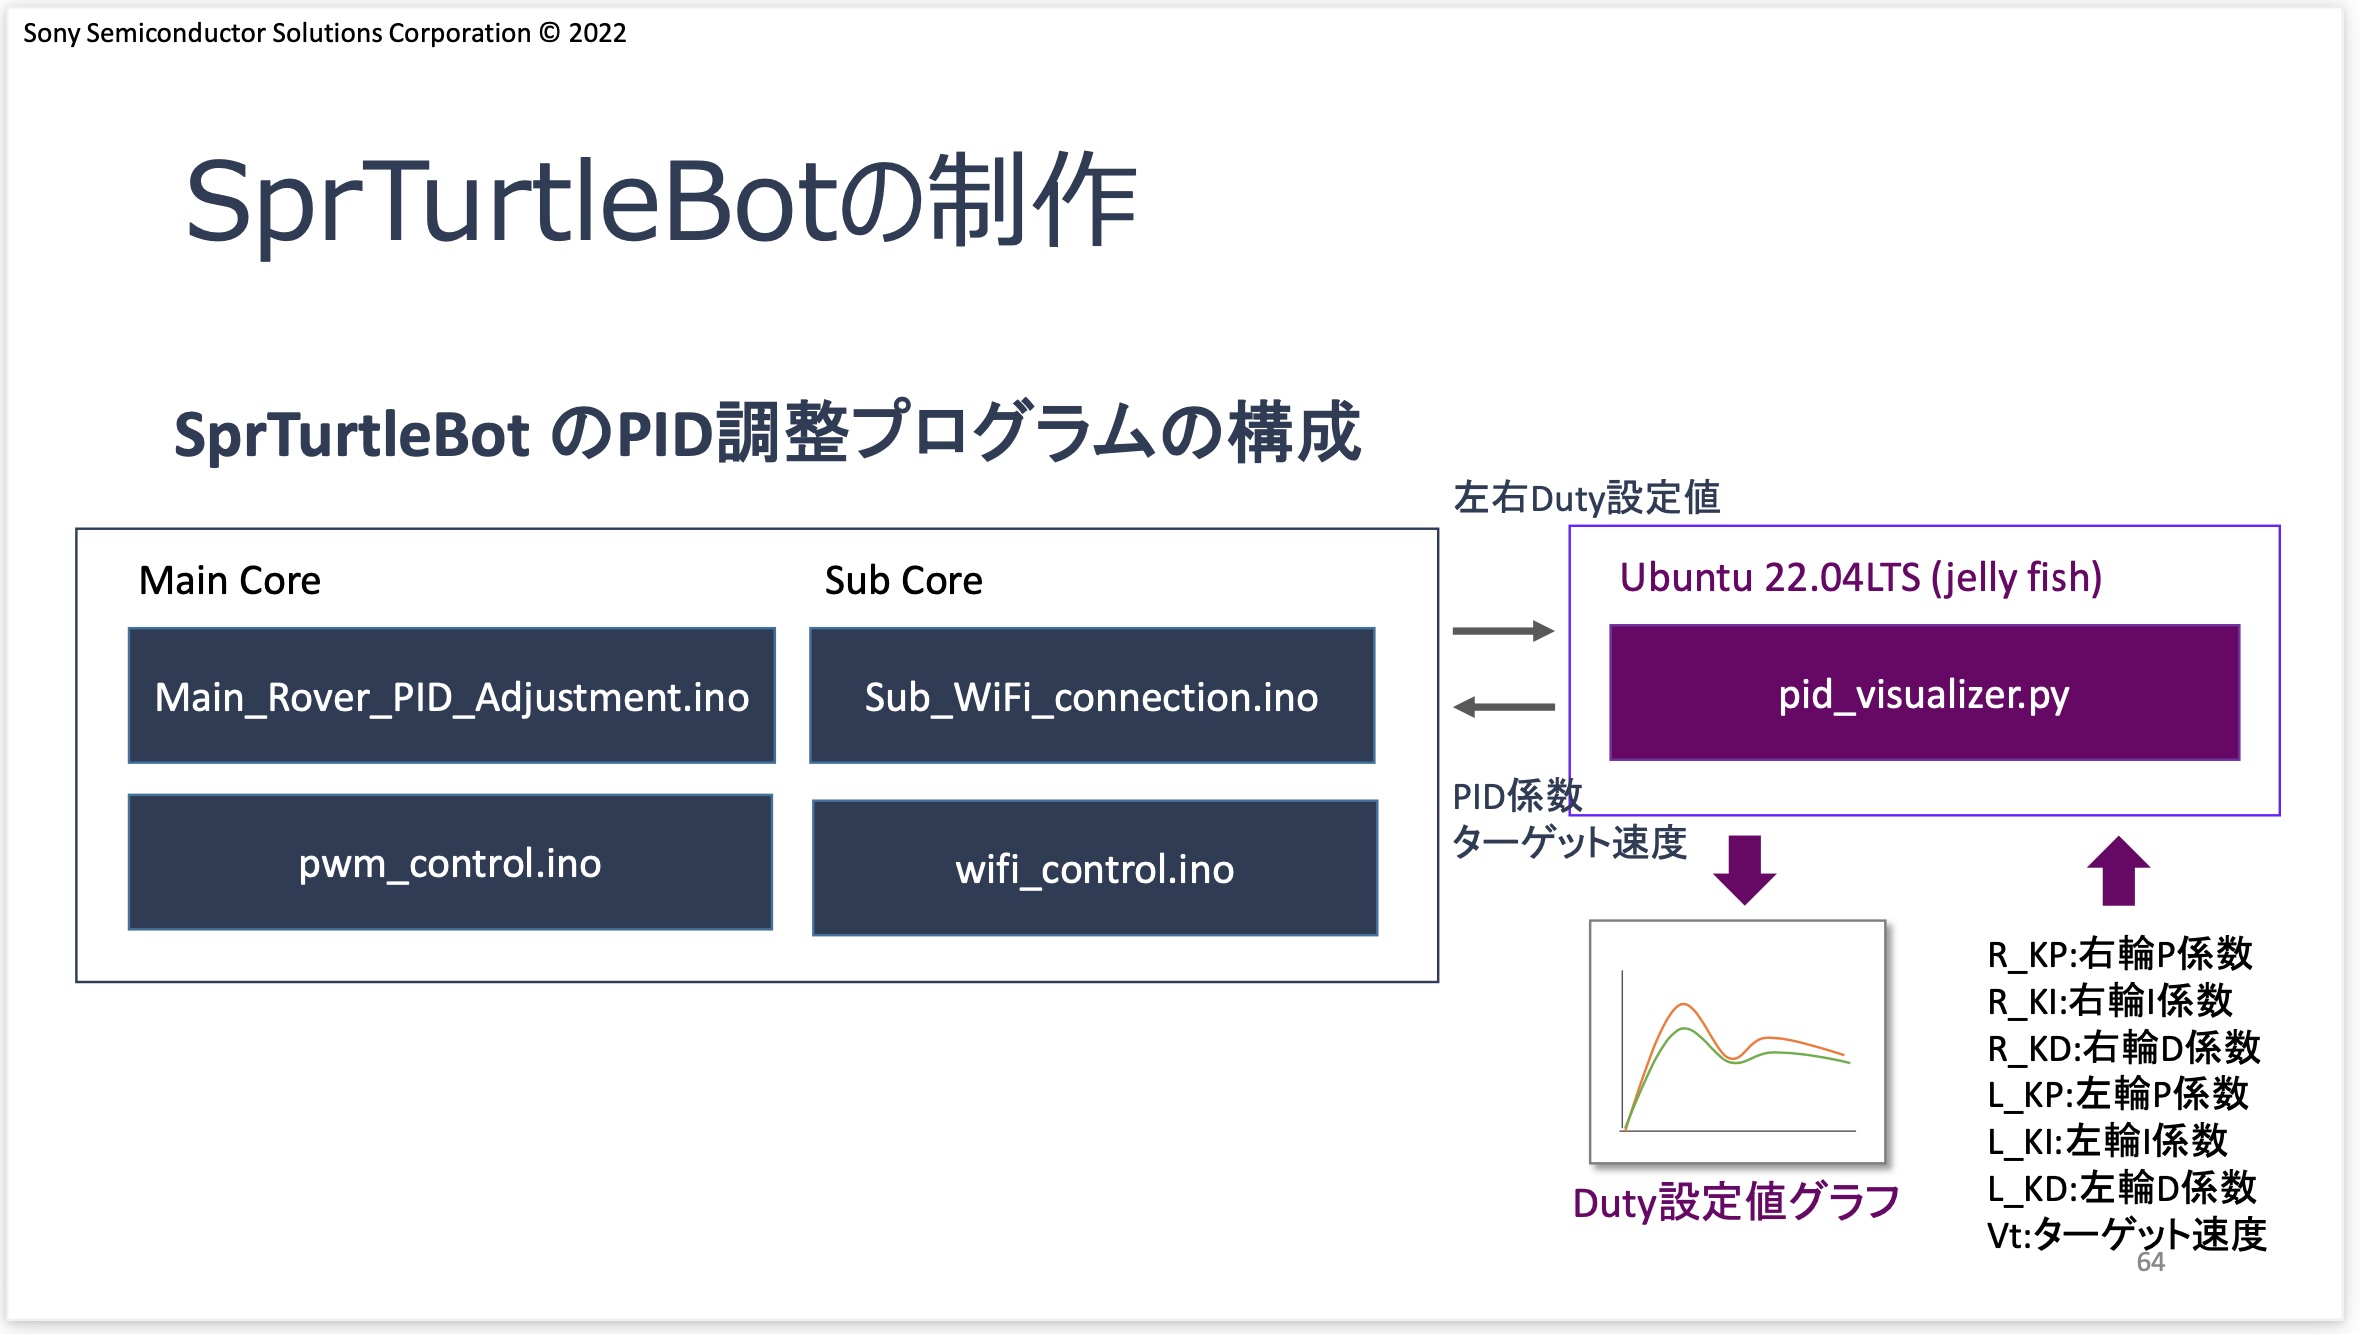 Sony Semiconductor Solutions Corporation © 2022
SprTurtleBotの制作
SprTurtleBot のPID調整プログラムの構成
Main Core
Main_Rover_PID_Adjustment.ino
pwm_control.ino
Sub Core
Sub_WiFi_connection.ino
wifi_control.ino
左右Duty設定値
PID係数
ターゲット速度
Ubuntu 22.04LTS (jelly fish)
pid_visualizer.py
Duty設定値グラフ
R_KP:右輪P係数
R_KI:右輪I係数
R_KD:右輪D係数
L_KP:左輪P係数
L_KI:左輪I係数
L_KD:左輪D係数
Vt:ターゲット速度
64